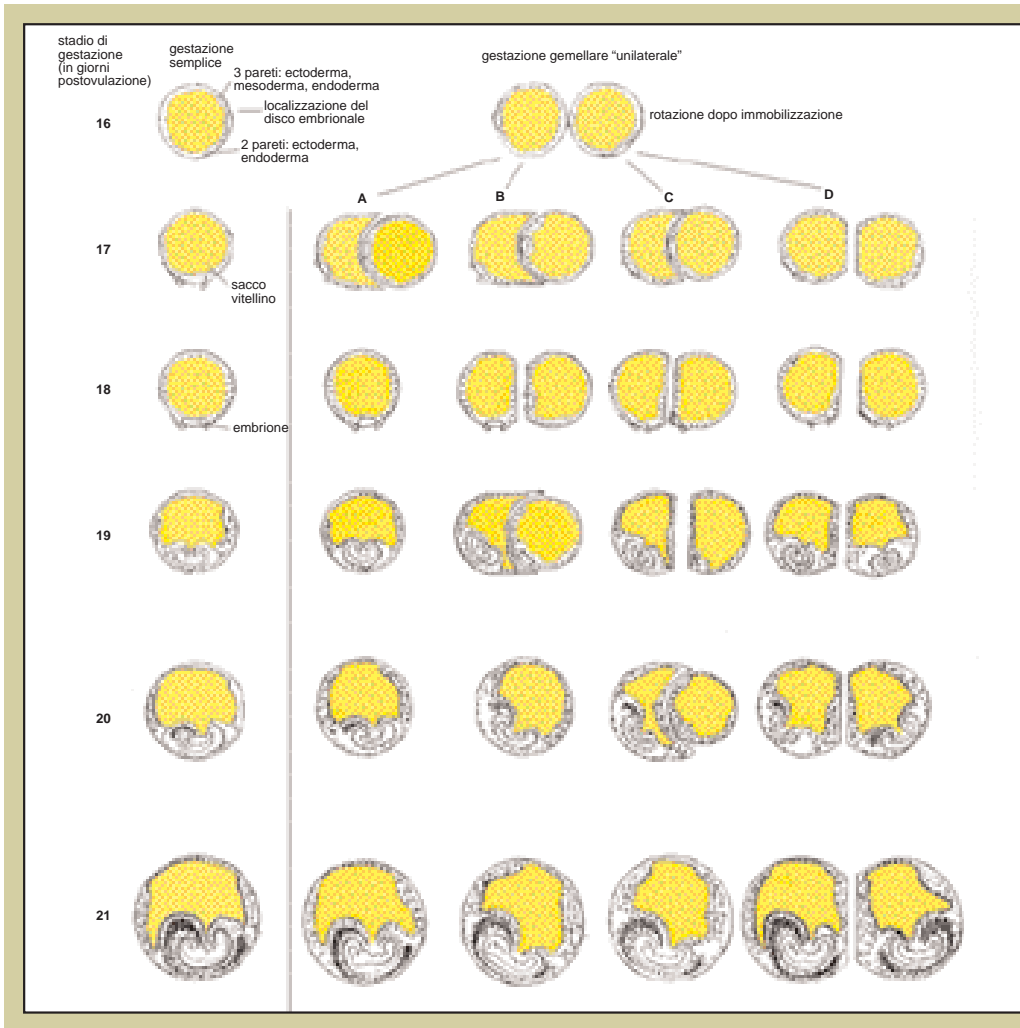 stadio di
gestazione
(in giorni
postovulazione)
gestazione
semplice
gestazione gemellare “unilaterale”
3 pareti: ectoderma,
mesoderma, endoderma
localizzazione del
disco embrionale
2 pareti: ectoderma,
endoderma
rotazione dopo immobilizzazione
16
A
B
C
D
17
sacco
vitellino
18
embrione
19
A
20
21